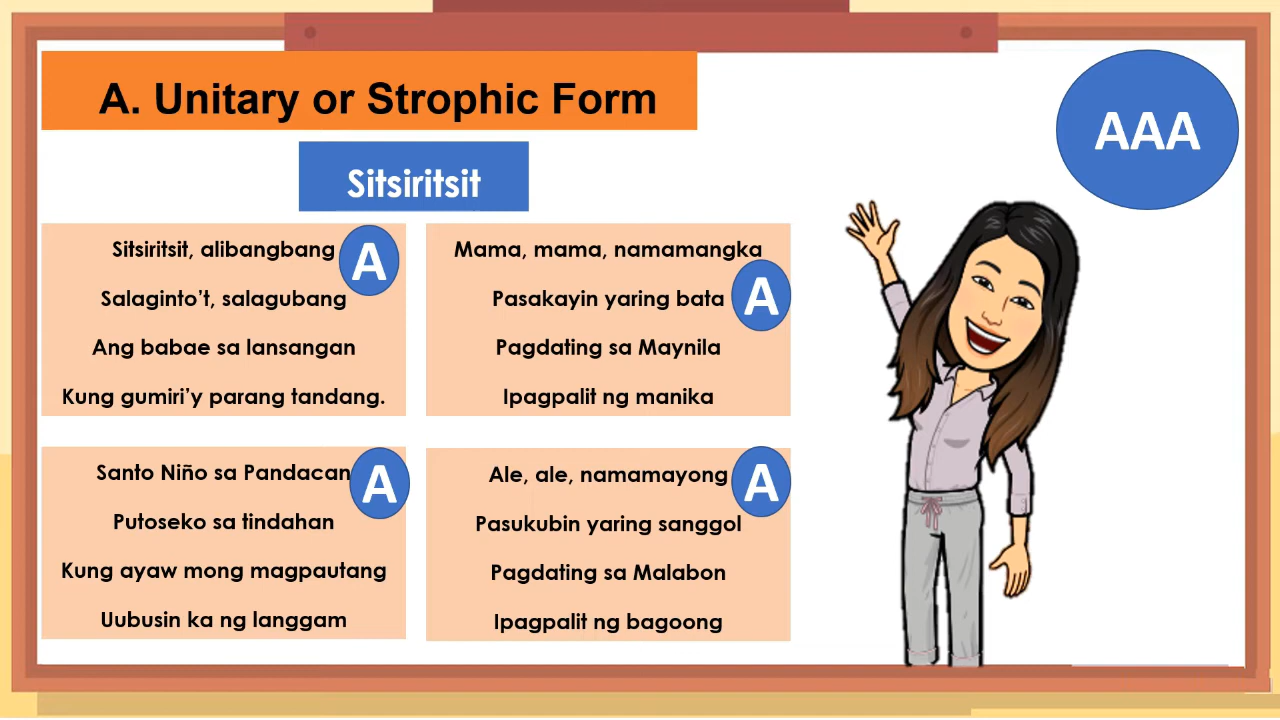 A. Unitary or Strophic Form
AAA
Sitsiritsit
Sitsiritsit, alibangbang
Salaginto’t, salagubang
Ang babae sa lansangan
Kung gumiri’y parang tandang.
A
Santo Niño sa Pandacan
Putoseko sa tindahan
Kung ayaw mong magpautang
Uubusin ka ng langgam
A
Mama, mama, namamangka
Pasakayin yaring bata
Pagdating sa Maynila
Ipagpalit ng manika
A
Ale, ale, namamayong
Pasukubin yaring sanggol
Pagdating sa Malabon
Ipagpalit ng bagoong
A